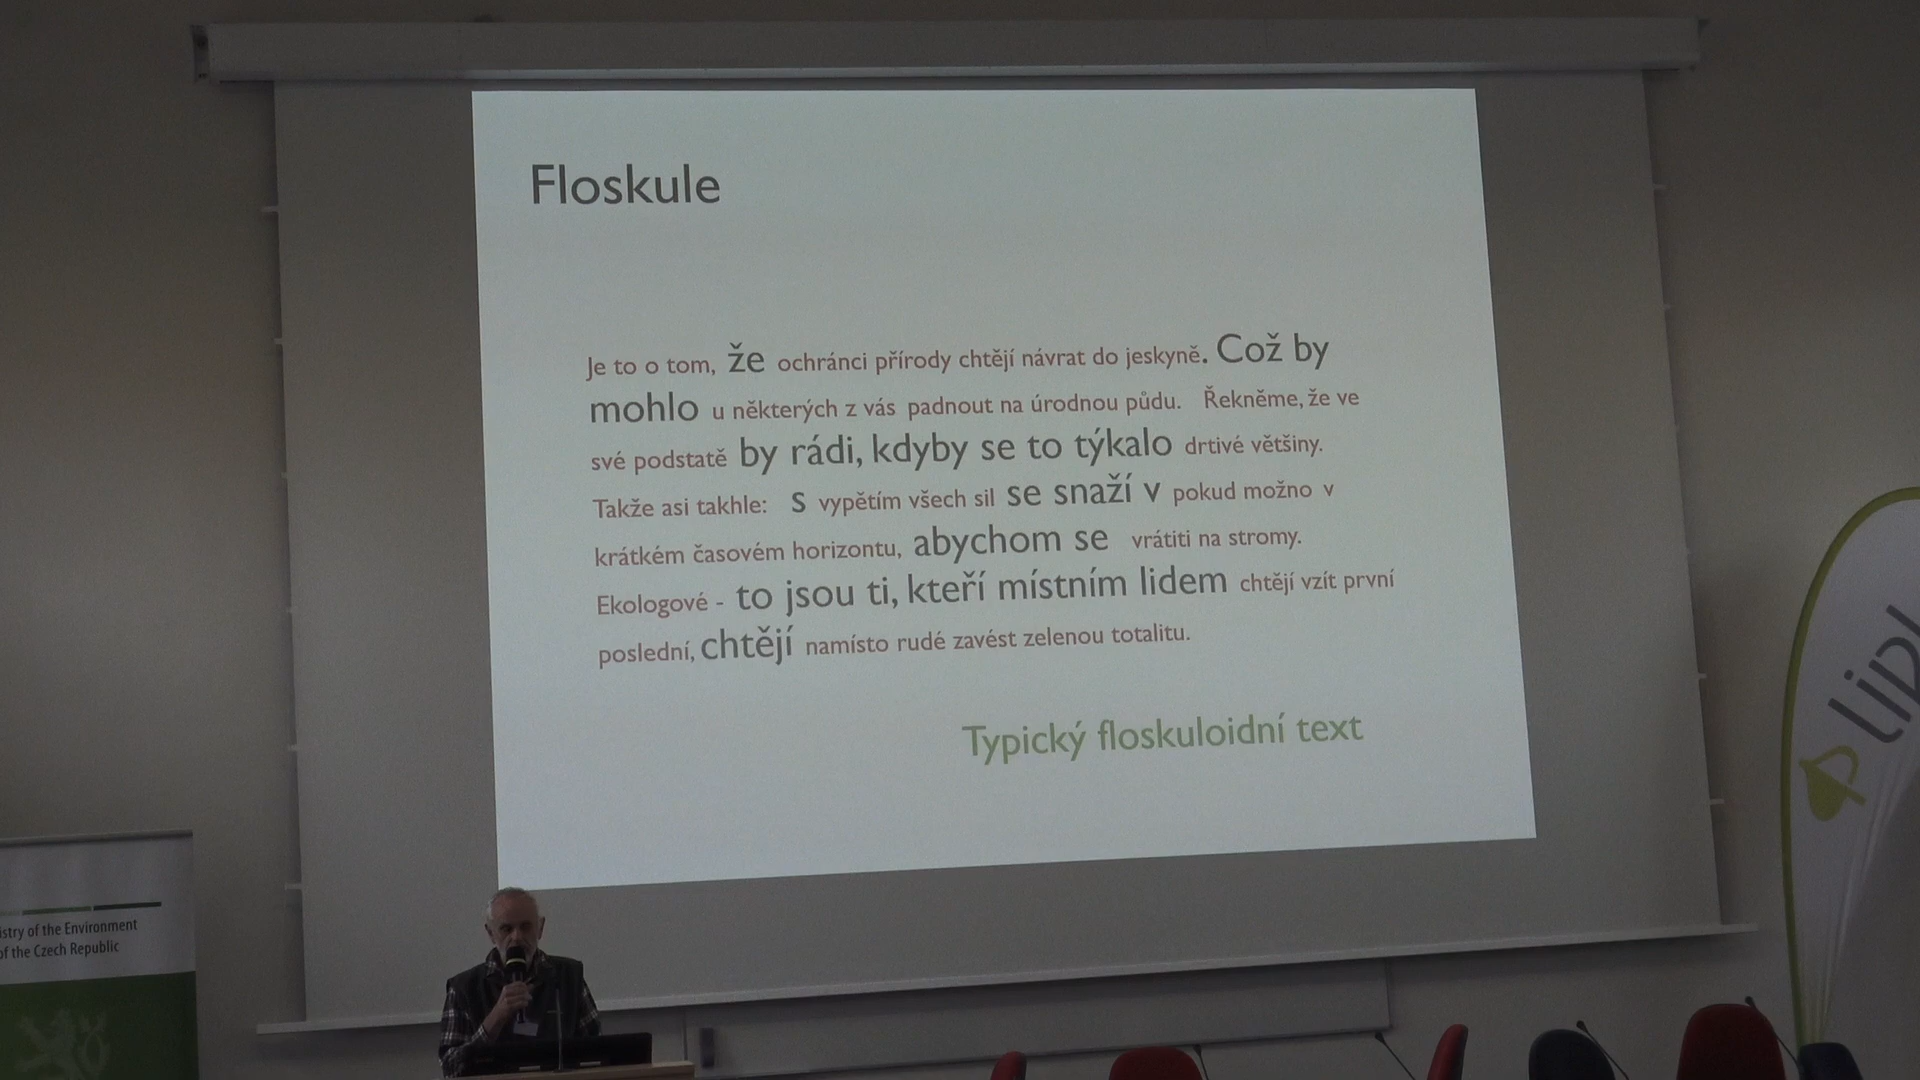 Floskule
Je to o tom, že ochránci přírody chtějí návrat do jeskyně. Což by
mohlo u některých z vás padnout na úrodnou půdu. Řekněme, že ve
své podstatě by rádi, kdyby se to týkalo drtivé většiny.
Takže asi takhle: s vypětím všech sil se snaží v pokud možno v
krátkém časovém horizontu, abychom se vrátiti na stromy.
Ekologové - to jsou ti, kteří místním lidem chtějí vzít první
poslední, chtějí namísto rudé zavést zelenou totalitu.
Typický floskuloidní text
istry of the Environment
of the Czech Republic